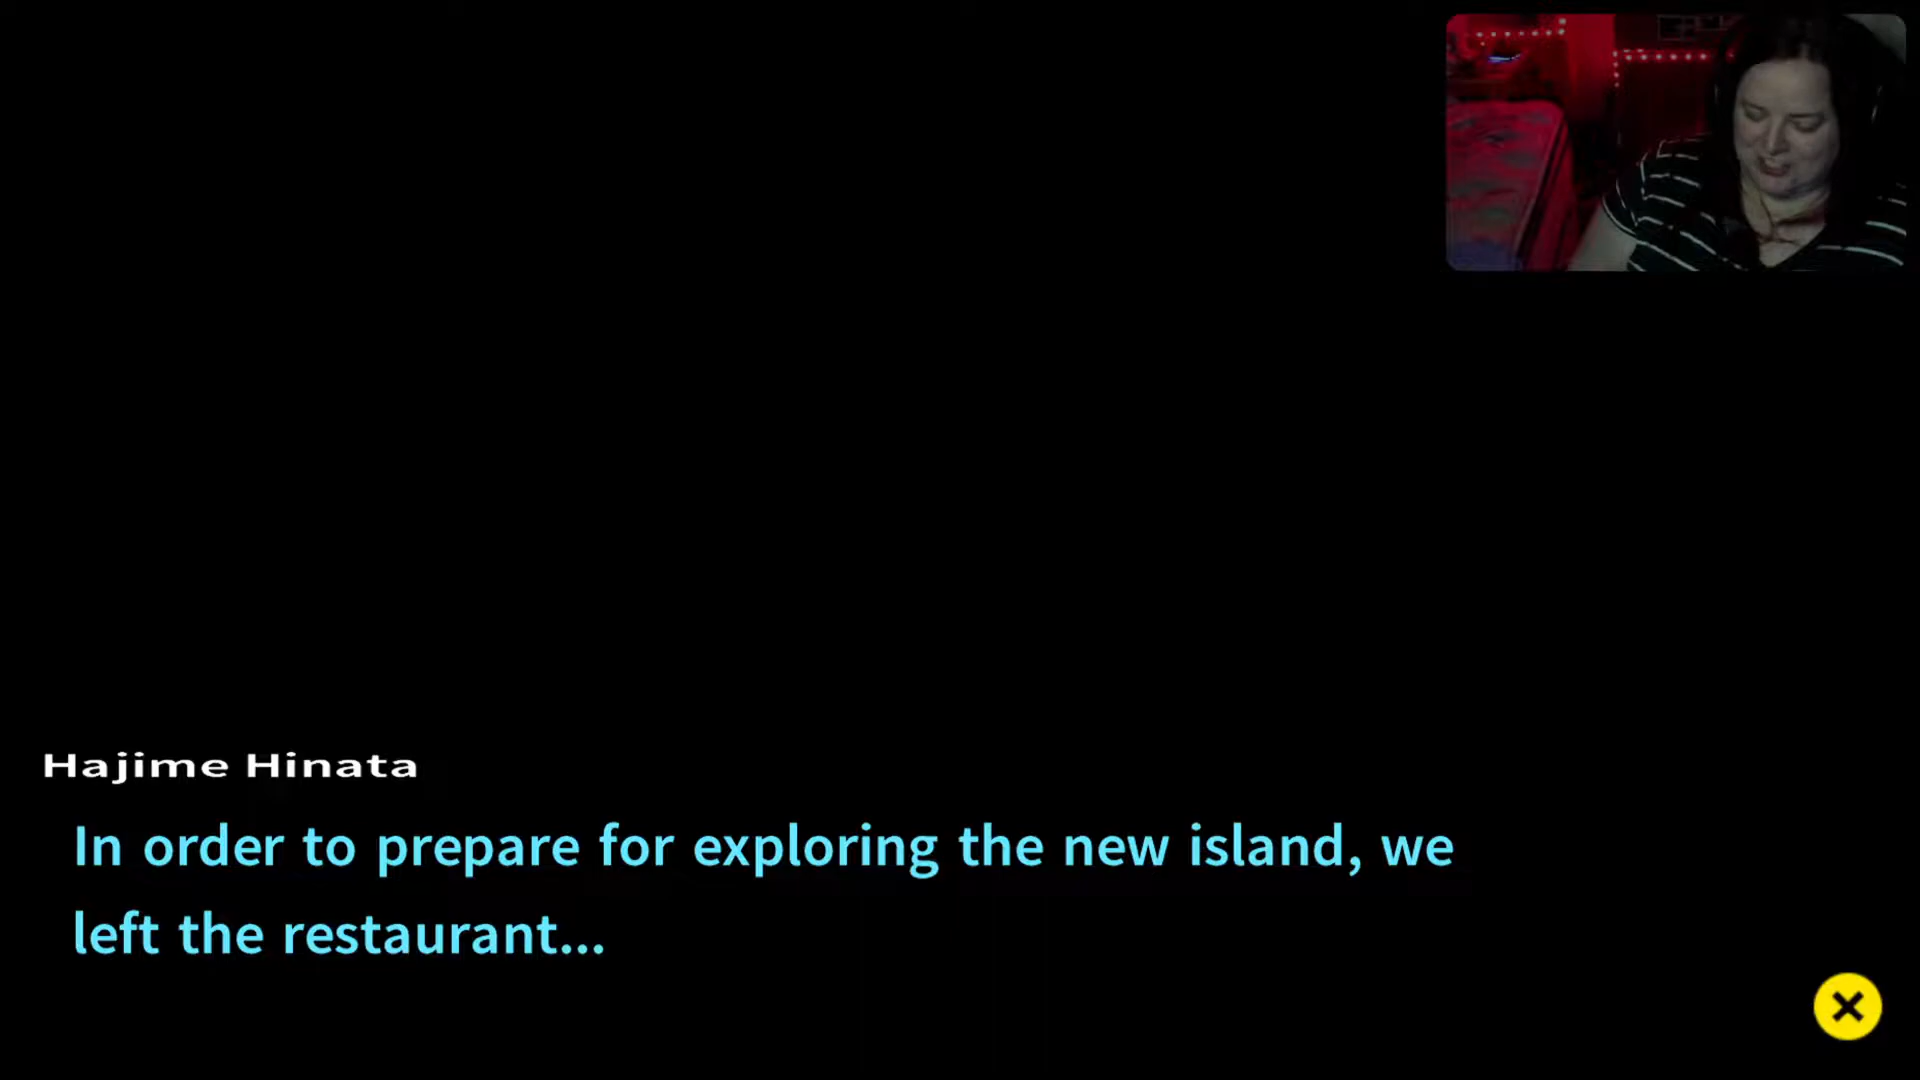 Hajime Hinata
In order to prepare for exploring the new island, we
left the restaurant...